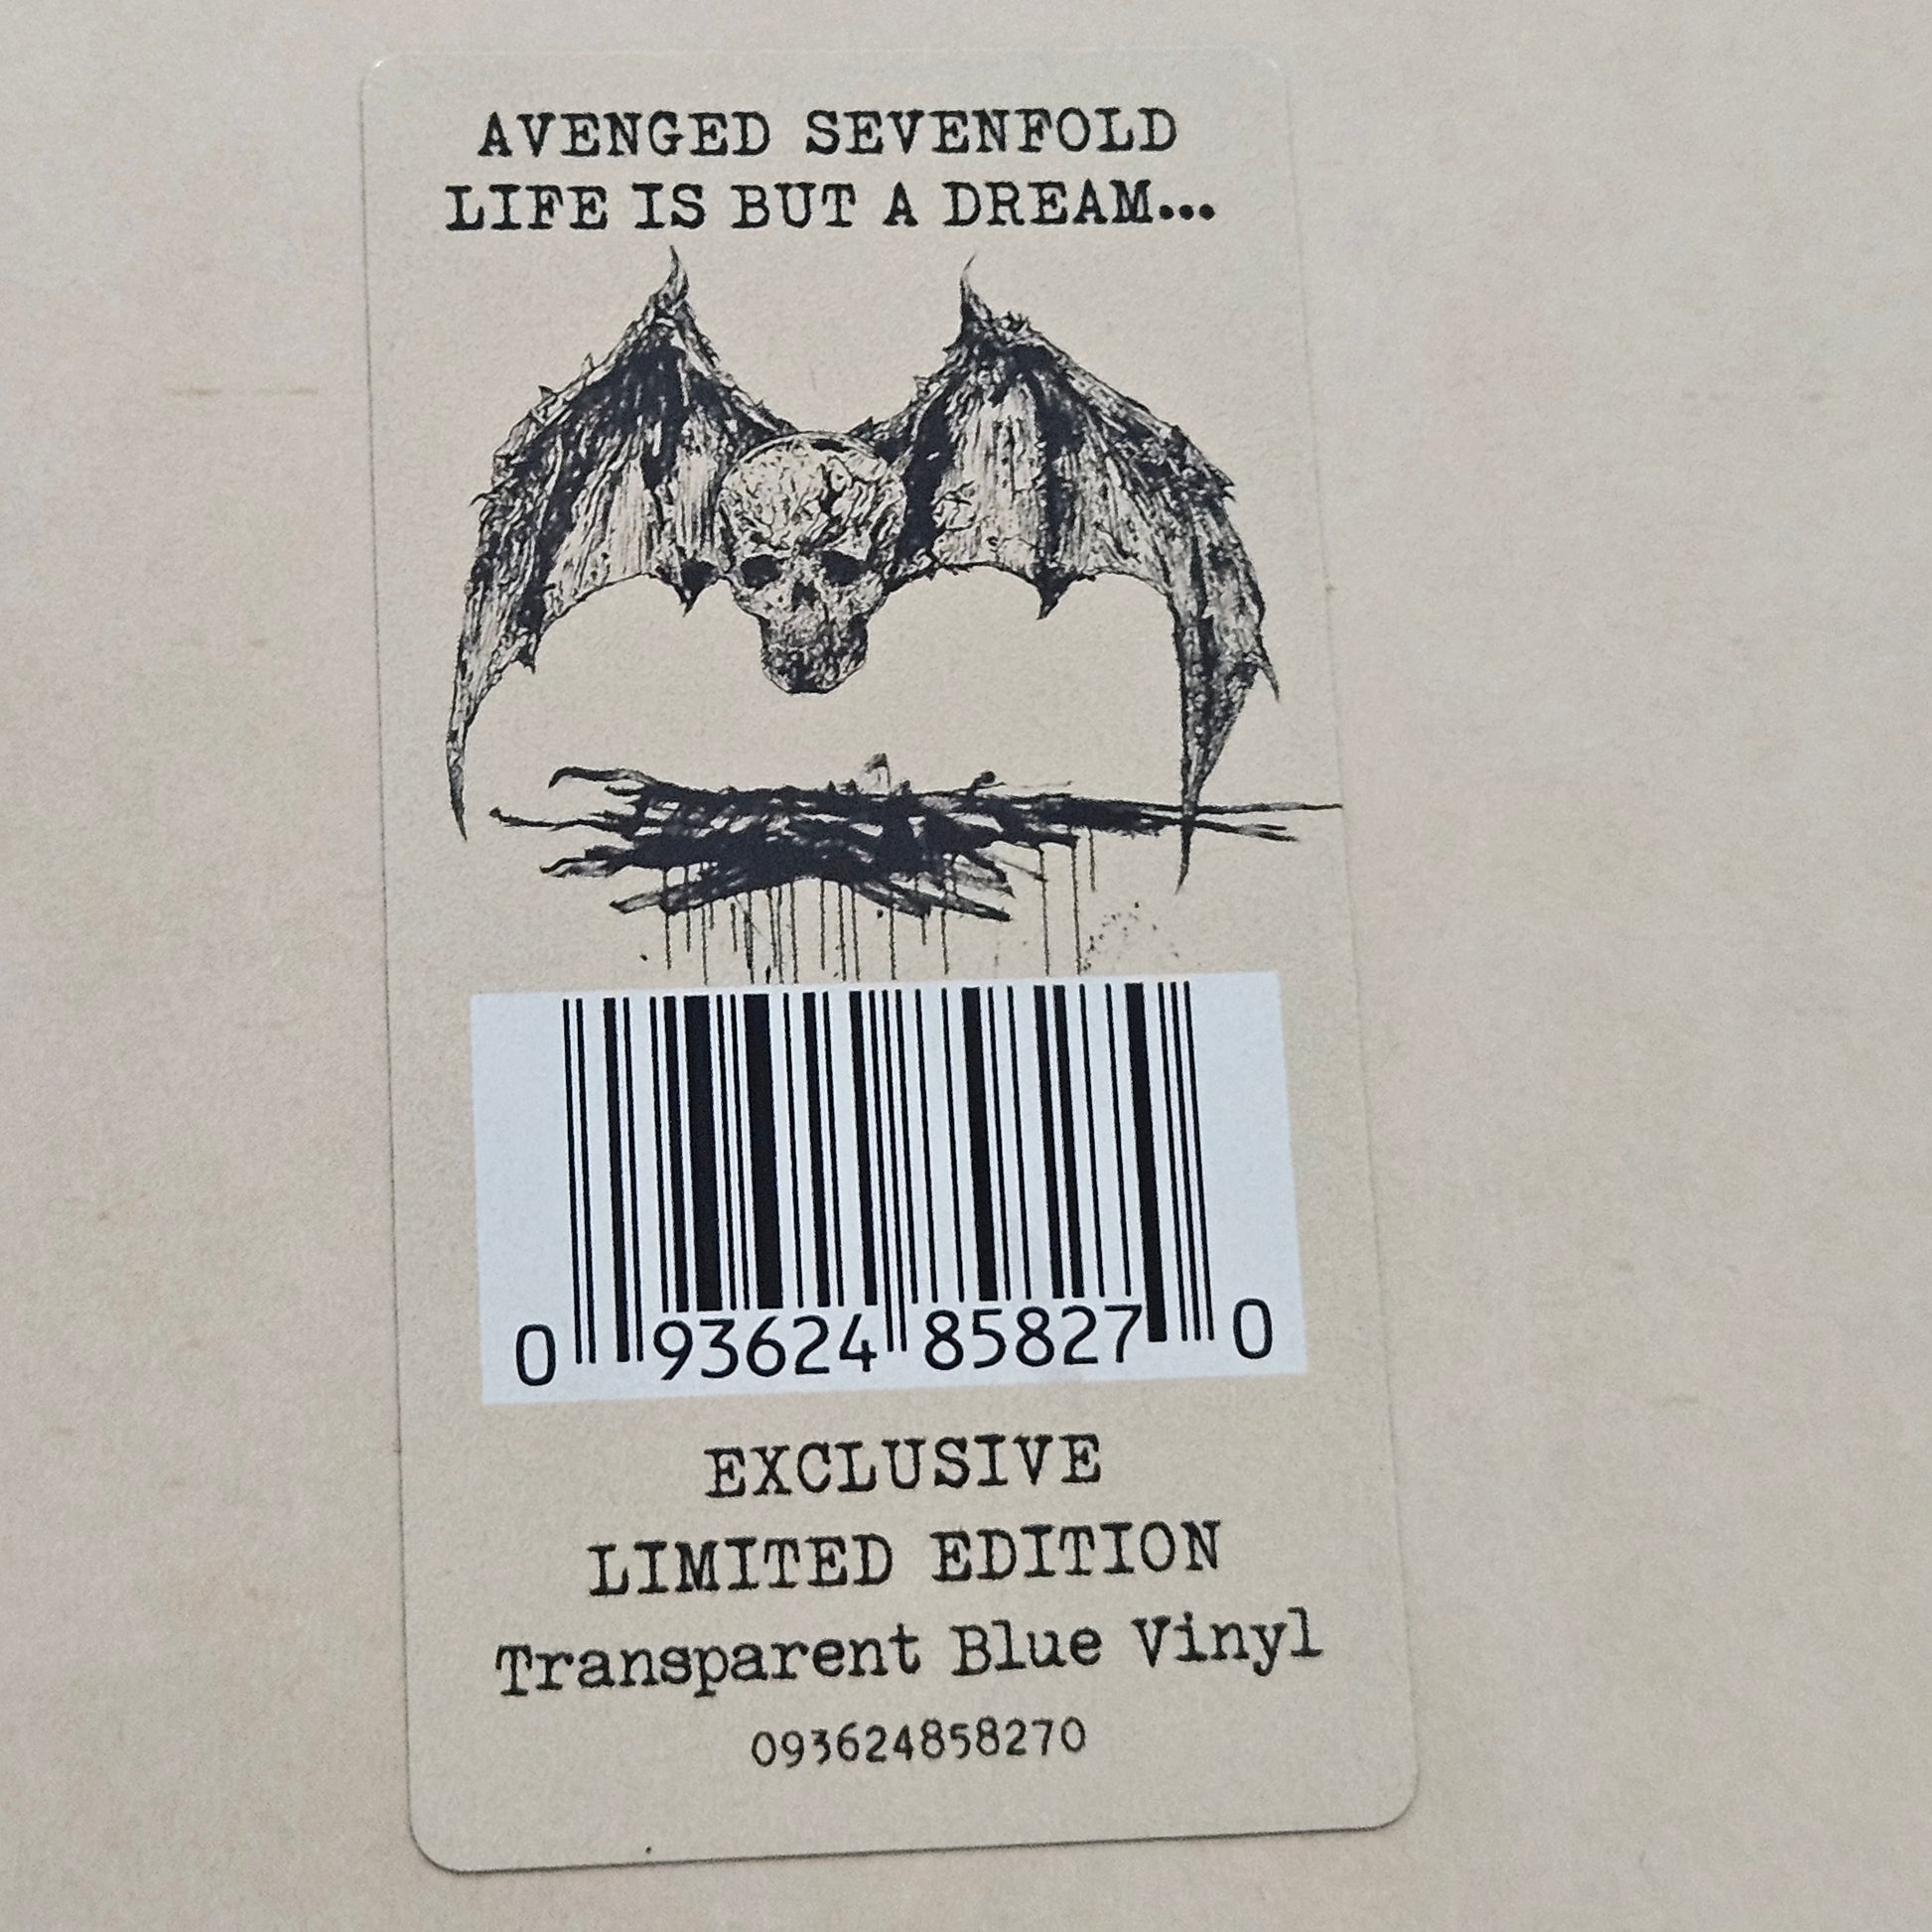 AVENGED SEVENFOLD
LIFE IS BUT A DREAM...
0 93624 85827 0
EXCLUSIVE
LIMITED EDITION
Transparent Blue Vinyl
093624858270